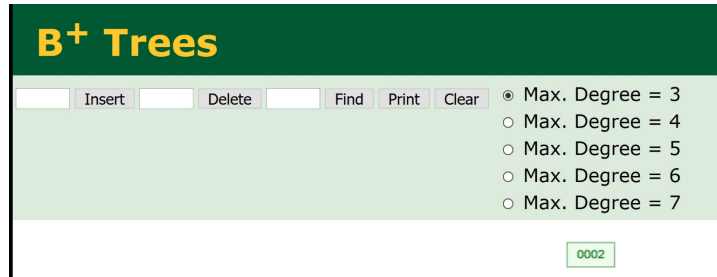 B+ Trees
Insert Delete Find Print Clear
Max. Degree = 3
Max. Degree = 4
Max. Degree = 5
Max. Degree = 6
Max. Degree = 7
0002